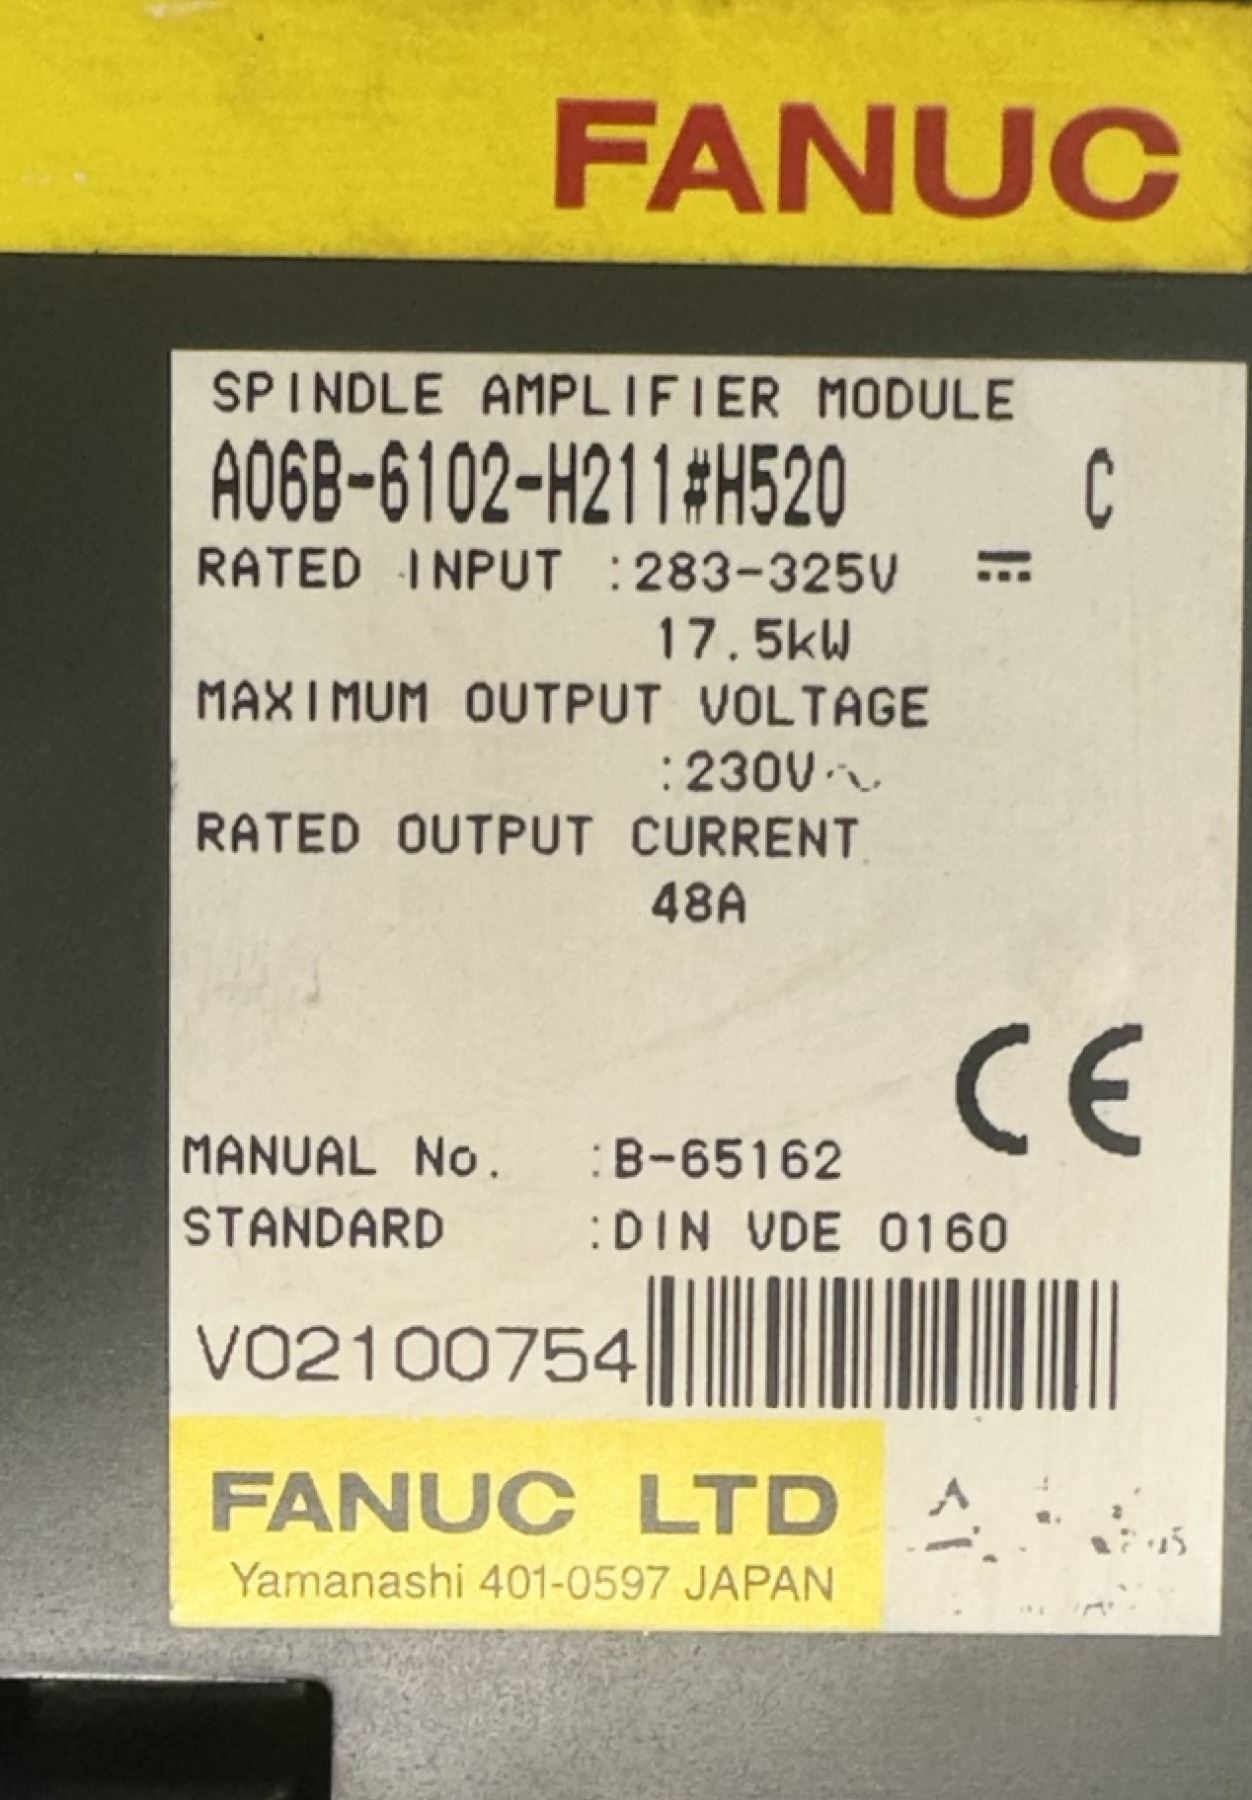 FANUC
SPINDLE AMPLIFIER MODULE
A06B-6102-H211#H520 C
RATED INPUT :283-325V ⎓
17.5kW
MAXIMUM OUTPUT VOLTAGE
:230V~
RATED OUTPUT CURRENT
48A
CE
MANUAL No. :B-65162
STANDARD :DIN VDE 0160
V02100754
FANUC LTD
Yamanashi 401-0597 JAPAN